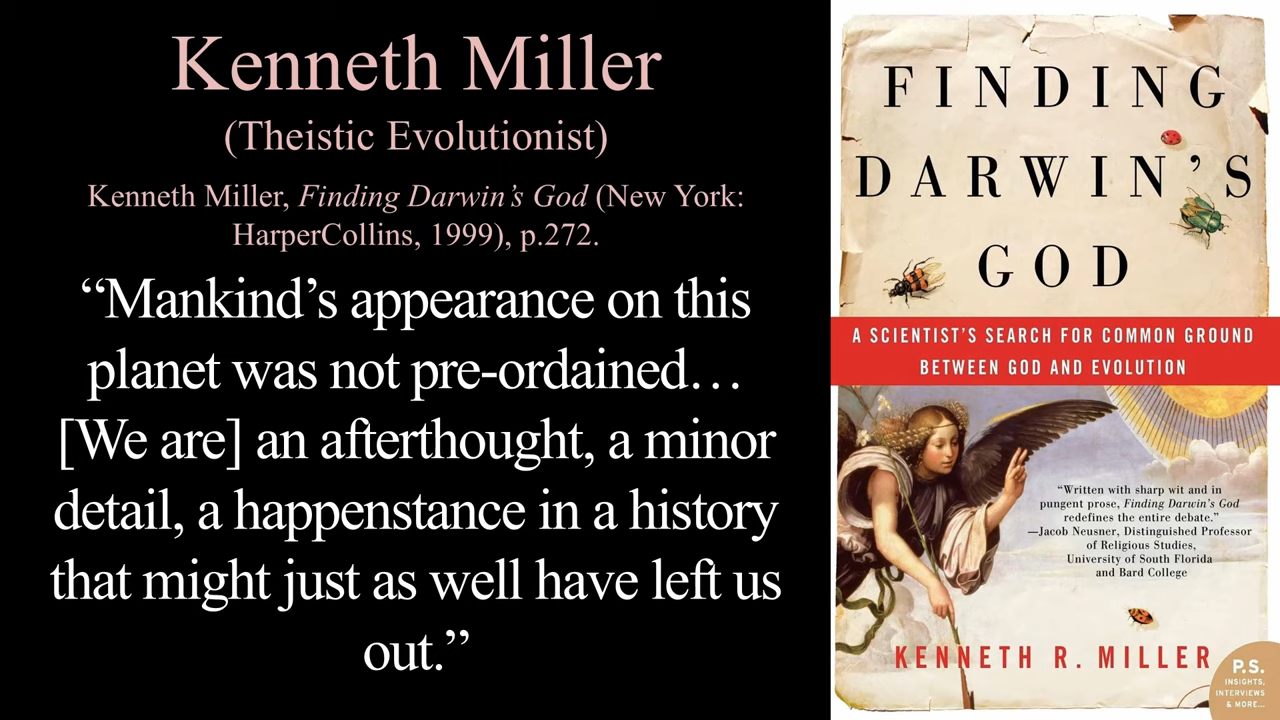 Kenneth Miller
(Theistic Evolutionist)
Kenneth Miller, Finding Darwin’s God (New York:
HarperCollins, 1999), p.272.
“Mankind’s appearance on this
planet was not pre-ordained…
[We are] an afterthought, a minor
detail, a happenstance in a history
that might just as well have left us
out.”
FINDING
DARWIN’S
GOD
A SCIENTIST’S SEARCH FOR COMMON GROUND
BETWEEN GOD AND EVOLUTION
“Written with sharp wit and in
pungent prose, Finding Darwin’s God
redefines the entire debate.”
—Jacob Neusner, Distinguished Professor
of Religious Studies,
University of South Florida
and Bard College
KENNETH R. MILLER
P.S.
INSIGHTS,
INTERVIEWS
& MORE...